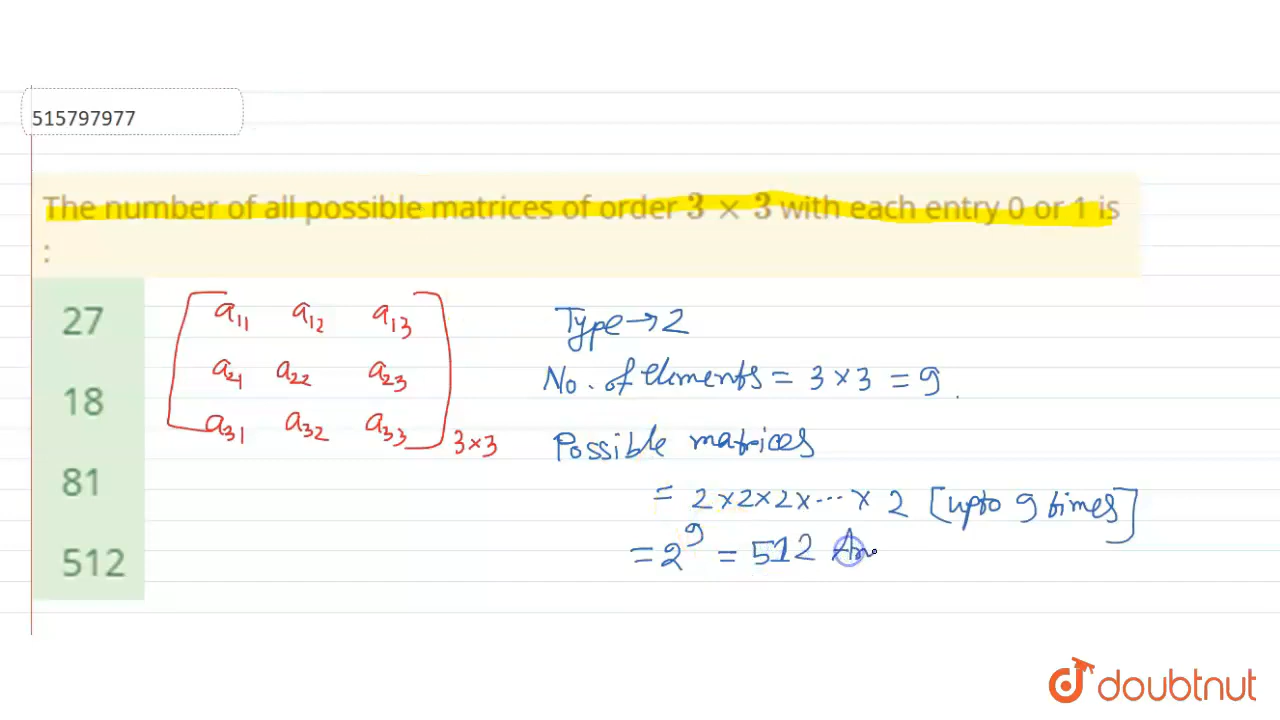 515797977
The number of all possible matrices of order 3 × 3 with each entry 0 or 1 is
:
27
18
81
512
a11 a12 a13
a21 a22 a23
a31 a32 a33
3×3
Type→2
No. of elements = 3×3 = 9.
Possible matrices
= 2×2×2×...× 2 [upto 9 times]
= 2^9 = 512 Ans
doubtnut